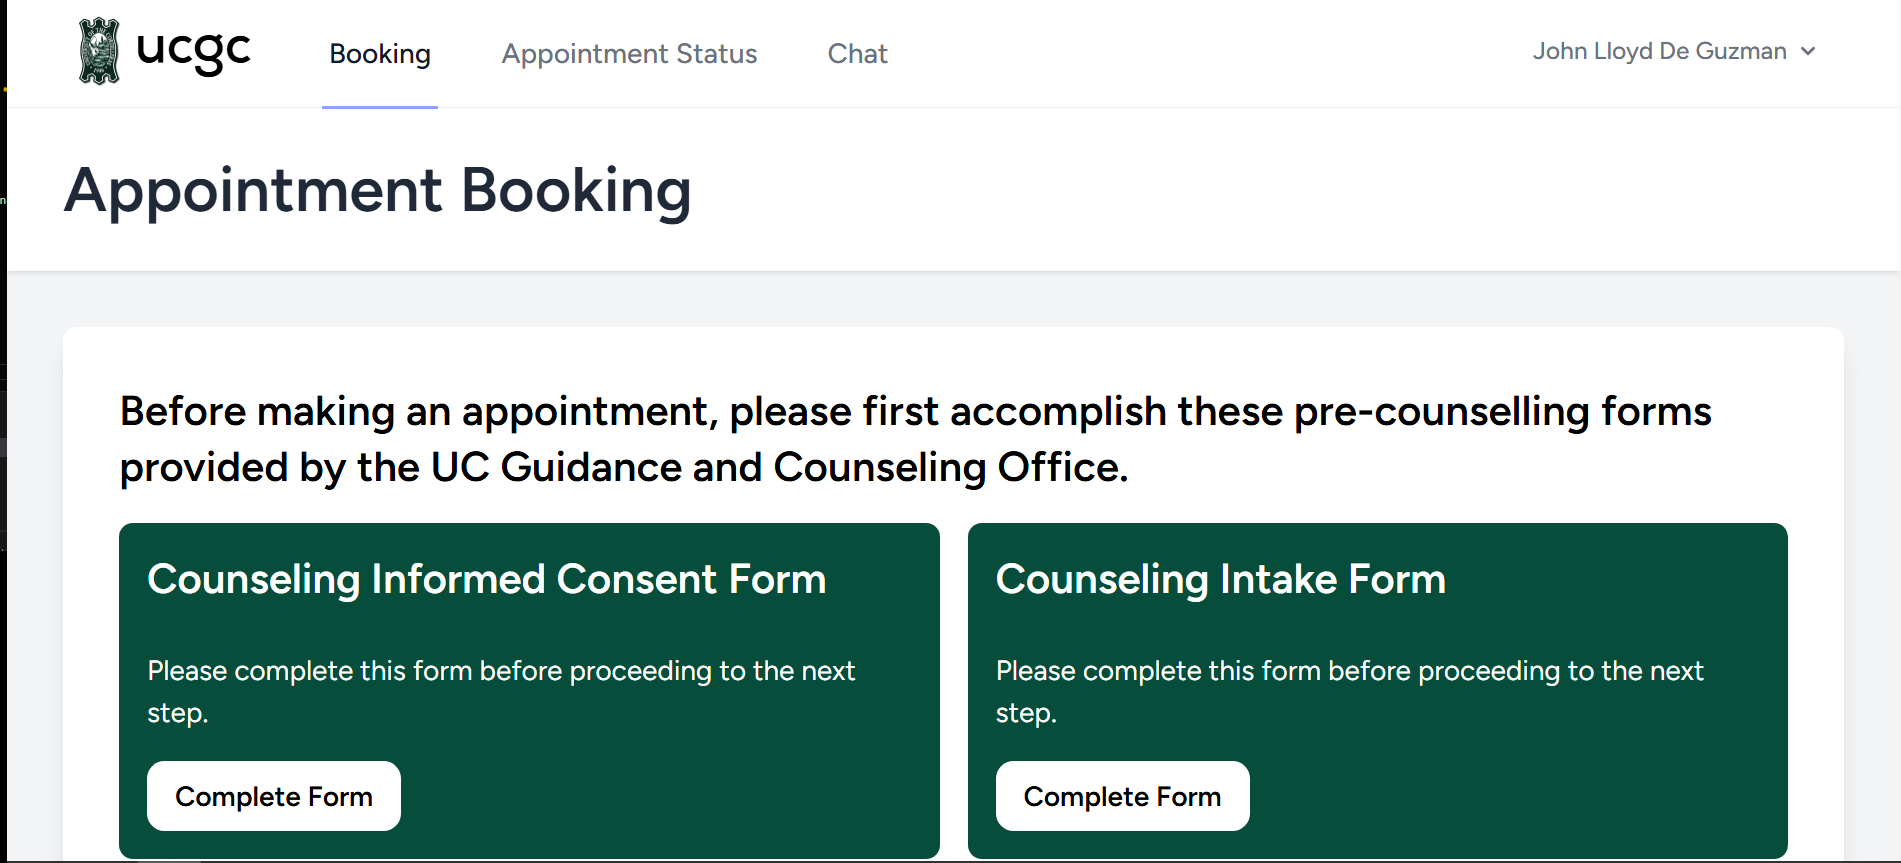 ucgc
Booking
Appointment Status
Chat
John Lloyd De Guzman
Appointment Booking
Before making an appointment, please first accomplish these pre-counselling forms
provided by the UC Guidance and Counseling Office.
Counseling Informed Consent Form
Please complete this form before proceeding to the next
step.
Complete Form
Counseling Intake Form
Please complete this form before proceeding to the next
step.
Complete Form